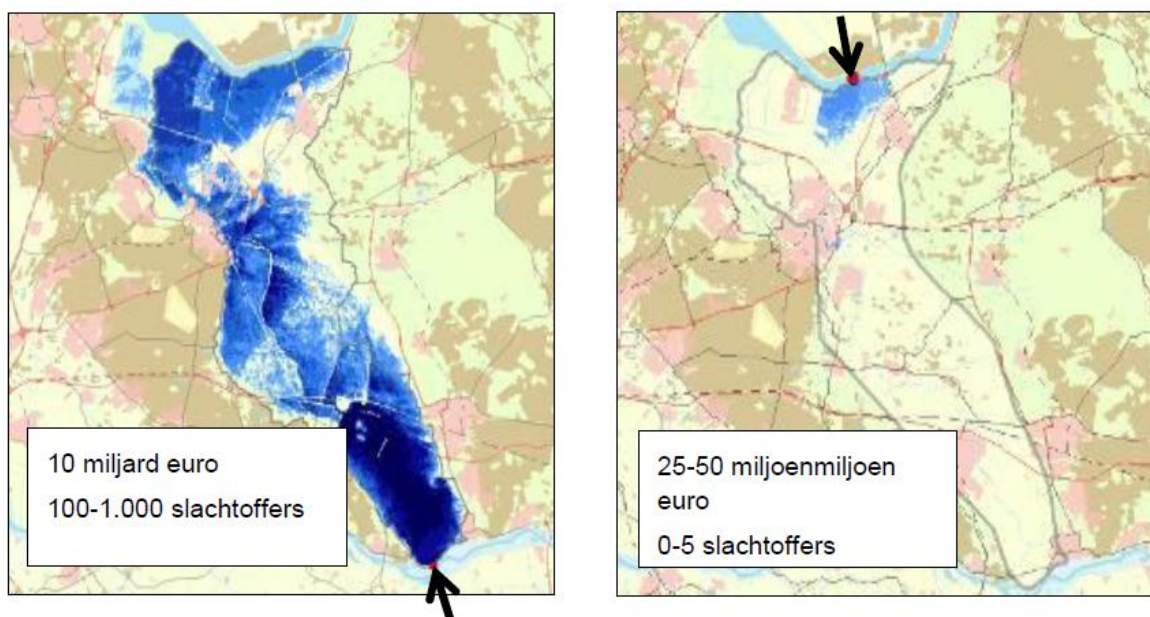 10 miljard euro
100-1.000 slachtoffers
25-50 miljoenmiljoen
euro
0-5 slachtoffers